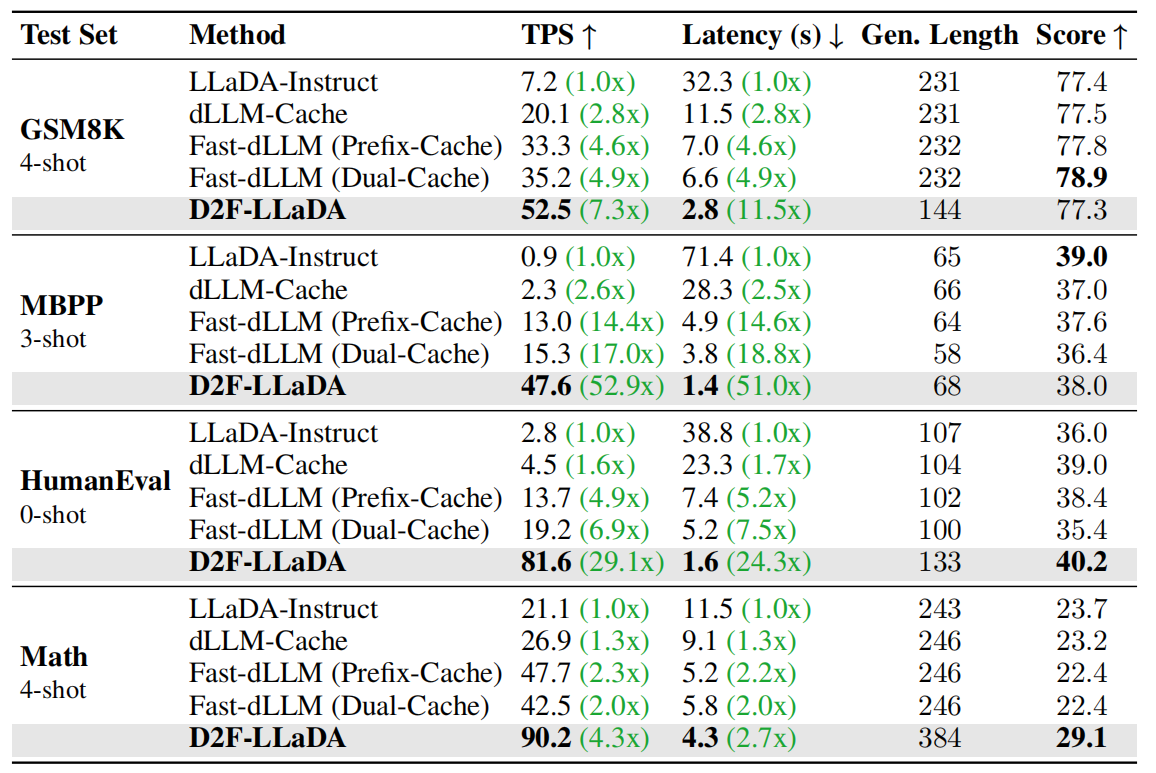 Test Set Method TPS ↑ Latency (s) ↓ Gen. Length Score ↑
LLaDA-Instruct 7.2 (1.0x) 32.3 (1.0x) 231 77.4
dLLM-Cache 20.1 (2.8x) 11.5 (2.8x) 231 77.5
GSM8K
Fast-dLLM (Prefix-Cache) 33.3 (4.6x) 7.0 (4.6x) 232 77.8
4-shot
Fast-dLLM (Dual-Cache) 35.2 (4.9x) 6.6 (4.9x) 232 78.9
D2F-LLaDA 52.5 (7.3x) 2.8 (11.5x) 144 77.3
LLaDA-Instruct 0.9 (1.0x) 71.4 (1.0x) 65 39.0
dLLM-Cache 2.3 (2.6x) 28.3 (2.5x) 66 37.0
MBPP
Fast-dLLM (Prefix-Cache) 13.0 (14.4x) 4.9 (14.6x) 64 37.6
3-shot
Fast-dLLM (Dual-Cache) 15.3 (17.0x) 3.8 (18.8x) 58 36.4
D2F-LLaDA 47.6 (52.9x) 1.4 (51.0x) 68 38.0
LLaDA-Instruct 2.8 (1.0x) 38.8 (1.0x) 107 36.0
dLLM-Cache 4.5 (1.6x) 23.3 (1.7x) 104 39.0
HumanEval
Fast-dLLM (Prefix-Cache) 13.7 (4.9x) 7.4 (5.2x) 102 38.4
0-shot
Fast-dLLM (Dual-Cache) 19.2 (6.9x) 5.2 (7.5x) 100 35.4
D2F-LLaDA 81.6 (29.1x) 1.6 (24.3x) 133 40.2
LLaDA-Instruct 21.1 (1.0x) 11.5 (1.0x) 243 23.7
dLLM-Cache 26.9 (1.3x) 9.1 (1.3x) 246 23.2
Math
Fast-dLLM (Prefix-Cache) 47.7 (2.3x) 5.2 (2.2x) 246 22.4
4-shot
Fast-dLLM (Dual-Cache) 42.5 (2.0x) 5.8 (2.0x) 246 22.4
D2F-LLaDA 90.2 (4.3x) 4.3 (2.7x) 384 29.1